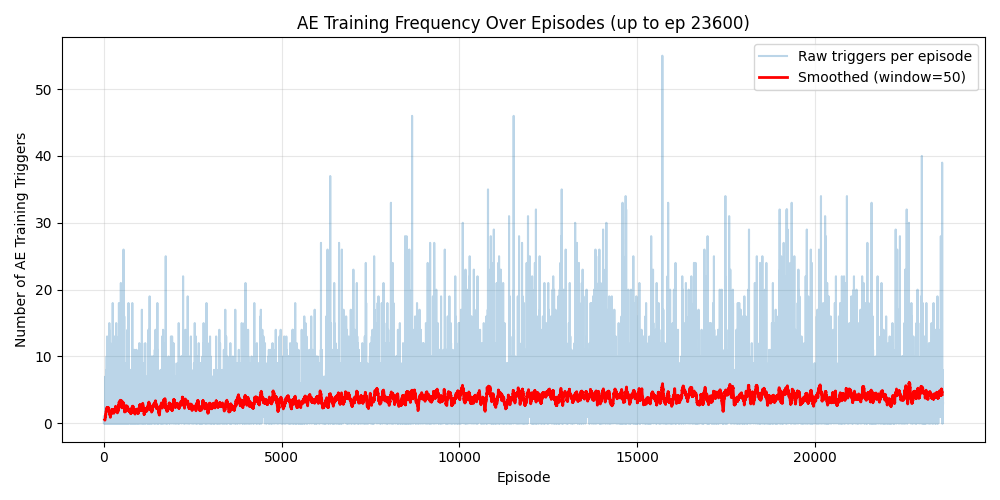 AE Training Frequency Over Episodes (up to ep 23600)
Raw triggers per episode
Smoothed (window=50)
Number of AE Training Triggers
50
40
30
20
10
0
0 5000 10000 15000 20000
Episode